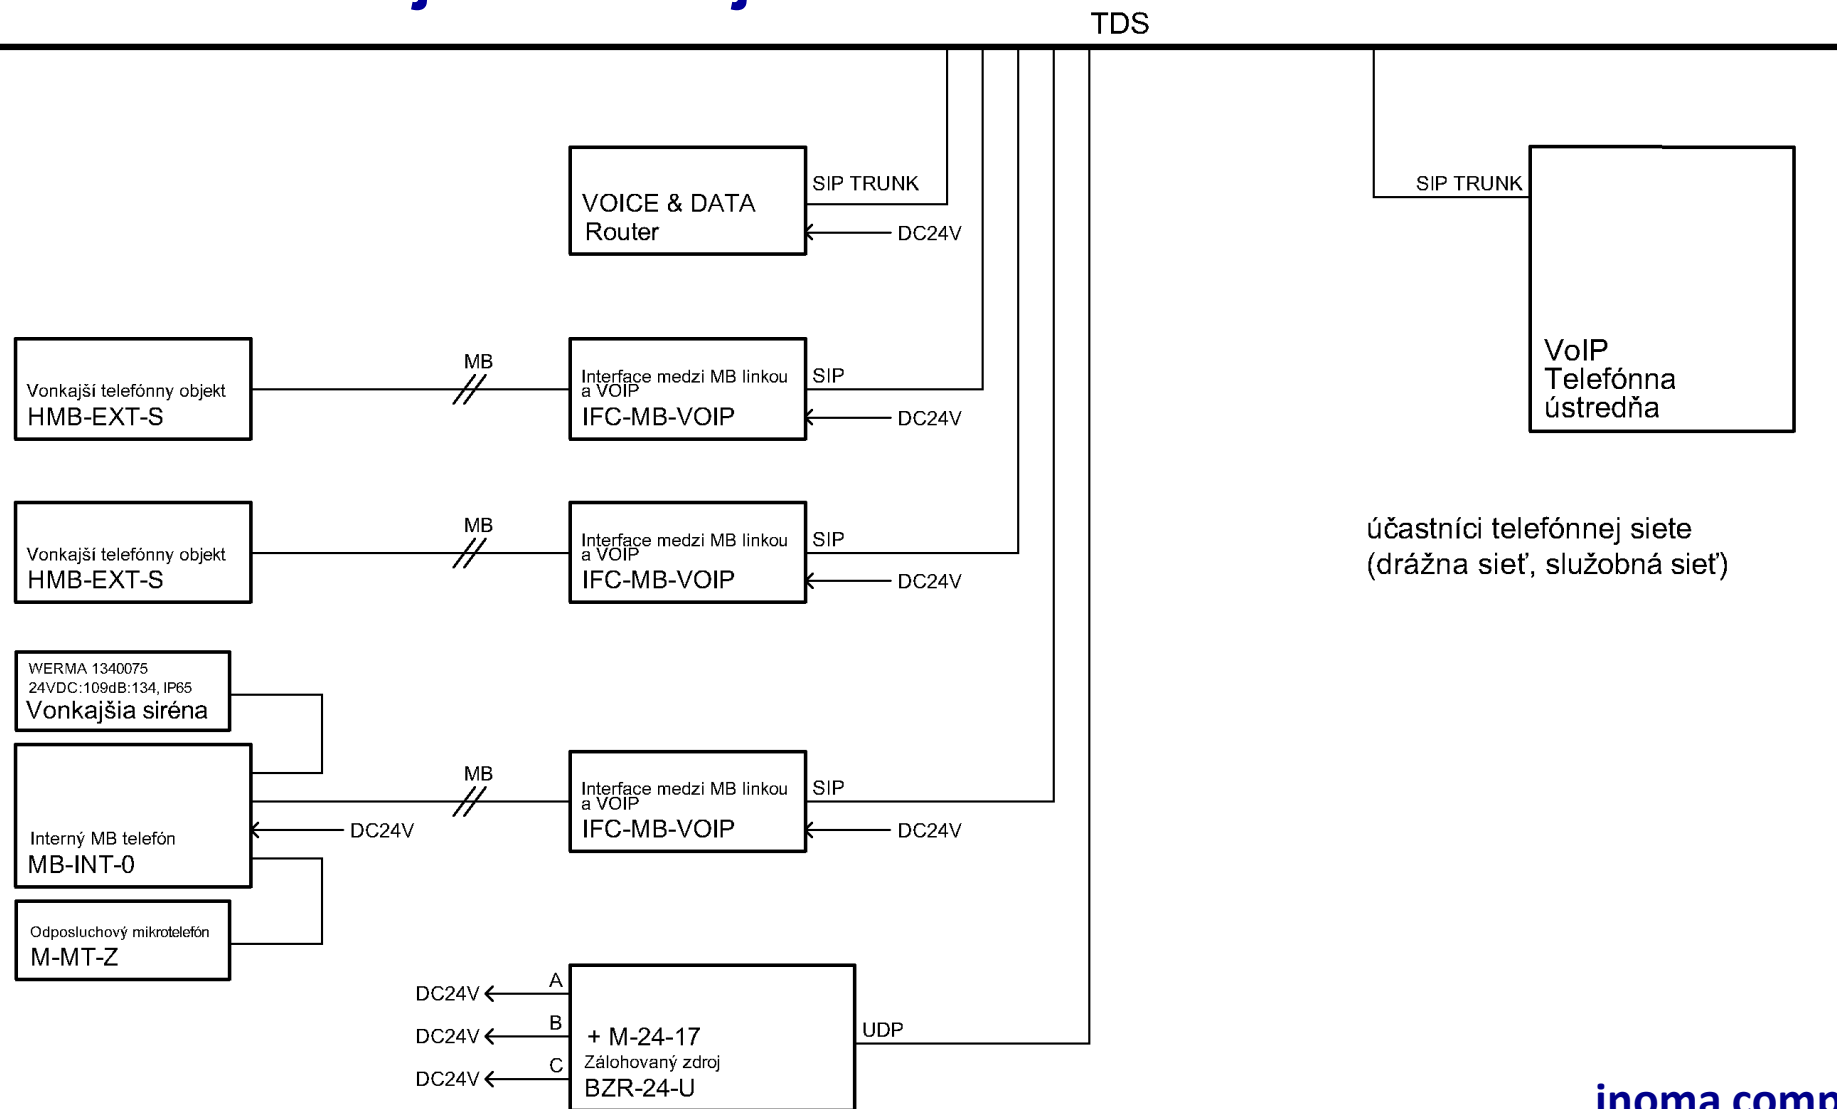 TDS
VOICE & DATA
Router
SIP TRUNK
DC24V
SIP TRUNK
VoIP
Telefónna
ústredňa
Vonkajší telefónny objekt
HMB-EXT-S
MB
Interface medzi MB linkou
a VOIP
IFC-MB-VOIP
SIP
DC24V
Vonkajší telefónny objekt
HMB-EXT-S
MB
Interface medzi MB linkou
a VOIP
IFC-MB-VOIP
SIP
DC24V
účastníci telefónnej siete
(drážna sieť, služobná sieť)
WERMA 1340075
24VDC:109dB:134, IP65
Vonkajšia siréna
Interný MB telefón
MB-INT-0
DC24V
MB
Interface medzi MB linkou
a VOIP
IFC-MB-VOIP
SIP
DC24V
Odposluchový mikrotelefón
M-MT-Z
DC24V A
DC24V B
DC24V C
+ M-24-17
Zálohovaný zdroj
BZR-24-U
UDP
inoma comp